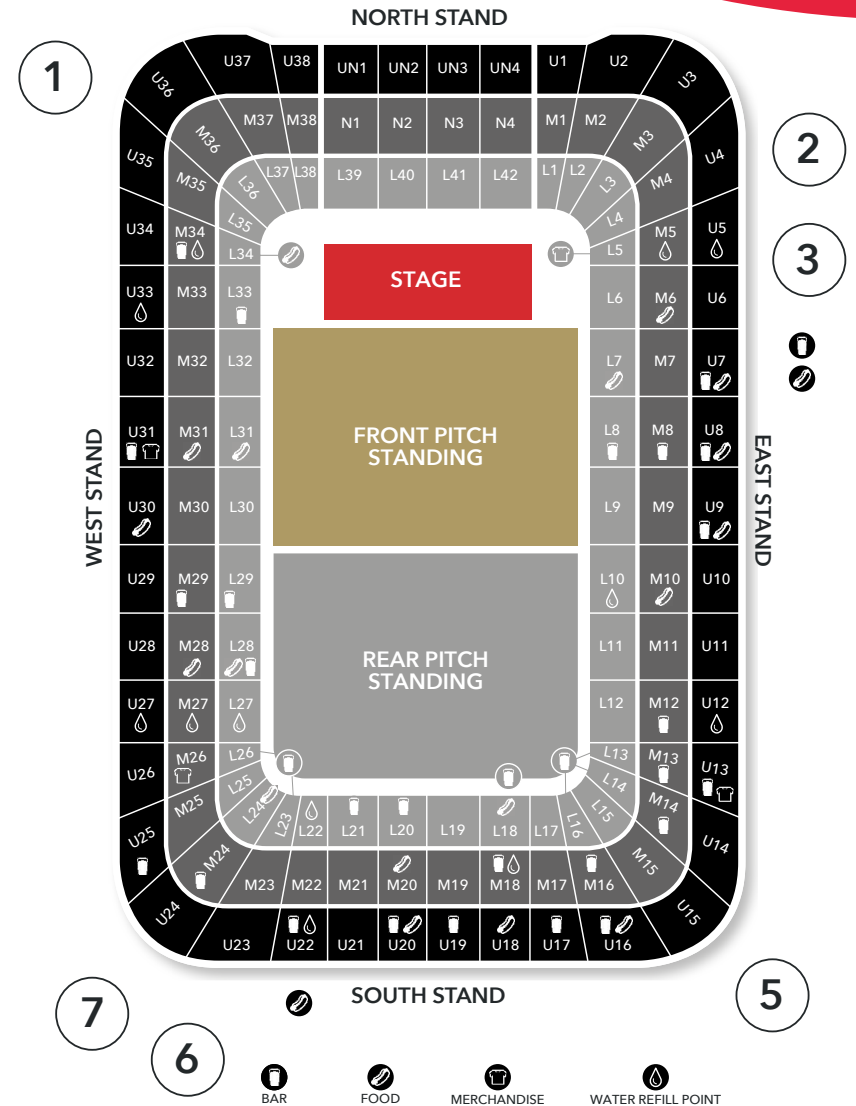 NORTH STAND
1
U36
U37
U38
UN1
UN2
UN3
UN4
U1
U2
U3
M36
M37
M38
N1
N2
N3
N4
M1
M2
M3
2
U35
M35
L36
L37
L38
L39
L40
L41
L42
L1
L2
L3
M4
U4
L35
L4
U34
M34
L34
L5
M5
U5
3
STAGE
U33
M33
L33
L6
M6
U6
U32
M32
L32
L7
M7
U7
WEST STAND
U31
M31
L31
FRONT PITCH
STANDING
L8
M8
U8
EAST STAND
U30
M30
L30
L9
M9
U9
U29
M29
L29
L10
M10
U10
U28
M28
L28
REAR PITCH
STANDING
L11
M11
U11
U27
M27
L27
L12
M12
U12
U26
M26
L26
L13
M13
U13
M25
L25
L14
M14
U25
M24
L24
L23
L22
L21
L20
L19
L18
L17
L16
L15
M15
U14
U24
M23
M22
M21
M20
M19
M18
M17
M16
U15
U23
U22
U21
U20
U19
U18
U17
U16
SOUTH STAND
7
5
6
BAR
FOOD
MERCHANDISE
WATER REFILL POINT